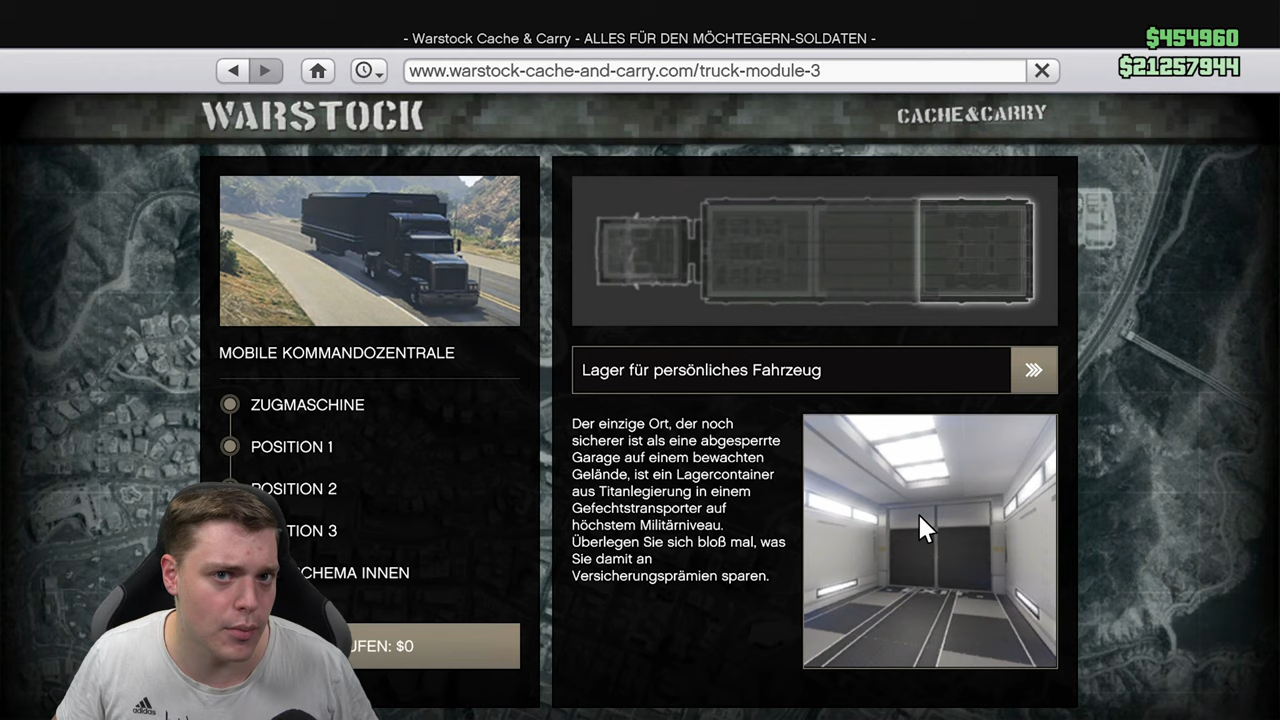 - Warstock Cache & Carry - ALLES FÜR DEN MÖCHTEGERN-SOLDATEN -
$454960
www.warstock-cache-and-carry.com/truck-module-3
$21257944
WARSTOCK
CACHE&CARRY
MOBILE KOMMANDOZENTRALE
ZUGMASCHINE
POSITION 1
POSITION 2
TION 3
SCHEMA INNEN
UFEN: $0
Lager für persönliches Fahrzeug
Der einzige Ort, der noch
sicherer ist als eine abgesperrte
Garage auf einem bewachten
Gelände, ist ein Lagercontainer
aus Titanlegierung in einem
Gefechtstransporter auf
höchstem Militärniveau.
Überlegen Sie sich bloß mal, was
Sie damit an
Versicherungsprämien sparen.
adidas